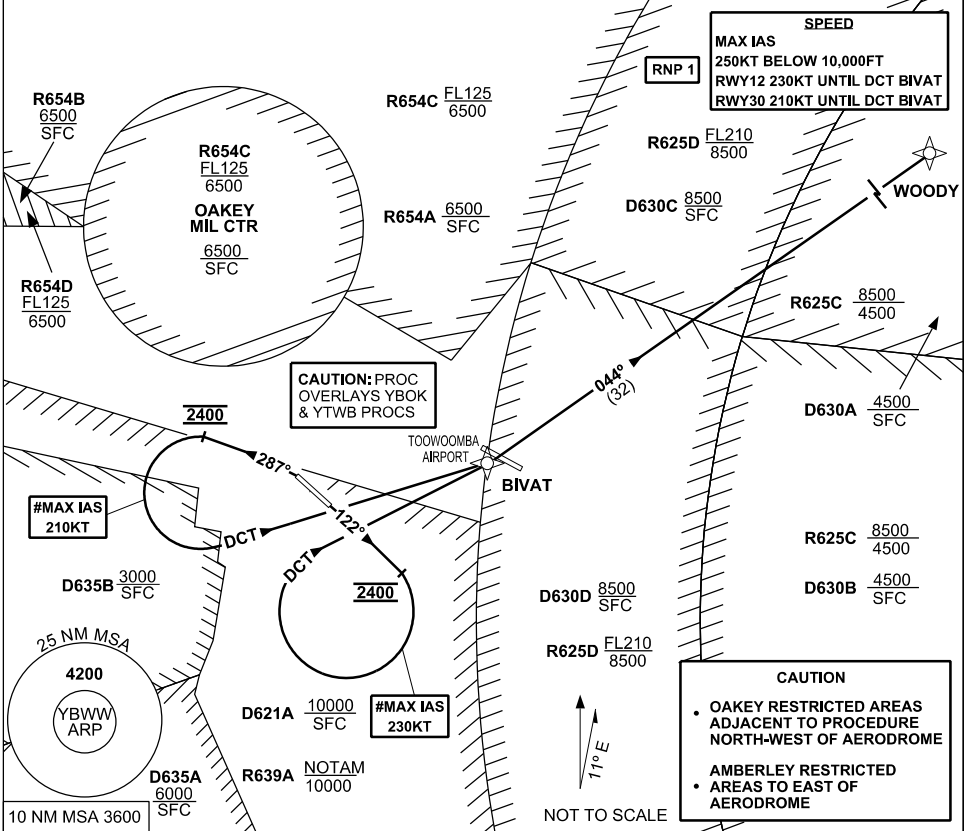 SPEED
MAX IAS
250KT BELOW 10,000FT
RWY12 230KT UNTIL DCT BIVAT
RWY30 210KT UNTIL DCT BIVAT
RNP 1
R654B
6500
SFC
R654C FL125
6500
R654C
FL125
6500
OAKEY
MIL CTR
6500
SFC
R625D FL210
8500
WOODY
R654A 6500
SFC
D630C 8500
SFC
R654D
FL125
6500
R625C 8500
4500
CAUTION: PROC
OVERLAYS YBOK
& YTWB PROCS
044°
(32)
D630A 4500
SFC
2400
TOOWOOMBA
AIRPORT
287°
BIVAT
#MAX IAS
210KT
122°
DCT
DCT
R625C 8500
4500
2400
D635B 3000
SFC
D630D 8500
SFC
D630B 4500
SFC
25 NM MSA
4200
YBWW
ARP
R625D FL210
8500
D621A 10000
SFC
#MAX IAS
230KT
CAUTION
• OAKEY RESTRICTED AREAS
ADJACENT TO PROCEDURE
NORTH-WEST OF AERODROME
• AMBERLEY RESTRICTED
AREAS TO EAST OF
AERODROME
11° E
D635A
6000
SFC
R639A NOTAM
10000
10 NM MSA 3600
NOT TO SCALE